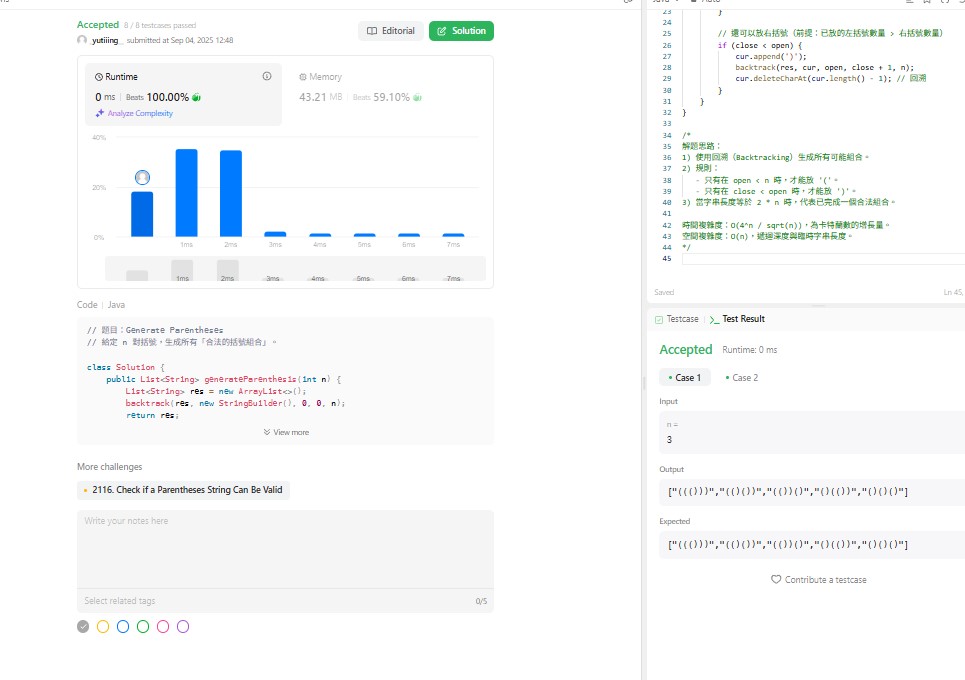 Accepted 8 / 8 testcases passed
yutiiing_ submitted at Sep 04, 2025 12:48
Editorial
Solution
Runtime
0 ms | Beats 100.00%
Analyze Complexity
Memory
43.21 MB | Beats 59.10%
40%
20%
0%
1ms 2ms 3ms 4ms 5ms 6ms 7ms
1ms 2ms 3ms 4ms 5ms 6ms 7ms
Code | Java
// 題目：Generate Parentheses
// 給定 n 對括號，生成所有「合法的括號組合」。
class Solution {
public List<String> generateParenthesis(int n) {
List<String> res = new ArrayList<>();
backtrack(res, new StringBuilder(), 0, 0, n);
return res;
View more
More challenges
2116. Check if a Parentheses String Can Be Valid
Write your notes here
Select related tags 0/5
23 }
24
25 // 還可以放右括號（前提：已放的左括號數量 > 右括號數量）
26 if (close < open) {
27 cur.append(')');
28 backtrack(res, cur, open, close + 1, n);
29 cur.deleteCharAt(cur.length() - 1); // 回溯
30 }
31 }
32 }
33
34 /*
35 解題思路：
36 1) 使用回溯（Backtracking）生成所有可能組合。
37 2) 規則：
38 - 只有在 open < n 時，才能放 '('。
39 - 只有在 close < open 時，才能放 ')'。
40 3) 當字串長度等於 2 * n 時，代表已完成一個合法組合。
41
42 時間複雜度：O(4^n / sqrt(n))，為卡特蘭數的增長量。
43 空間複雜度：O(n)，遞迴深度與臨時字串長度。
44 */
45
Saved Ln 45,
Testcase | Test Result
Accepted Runtime: 0 ms
Case 1 Case 2
Input
n =
3
Output
["((()))","(()())","(())()","()(())","()()()"]
Expected
["((()))","(()())","(())()","()(())","()()()"]
Contribute a testcase